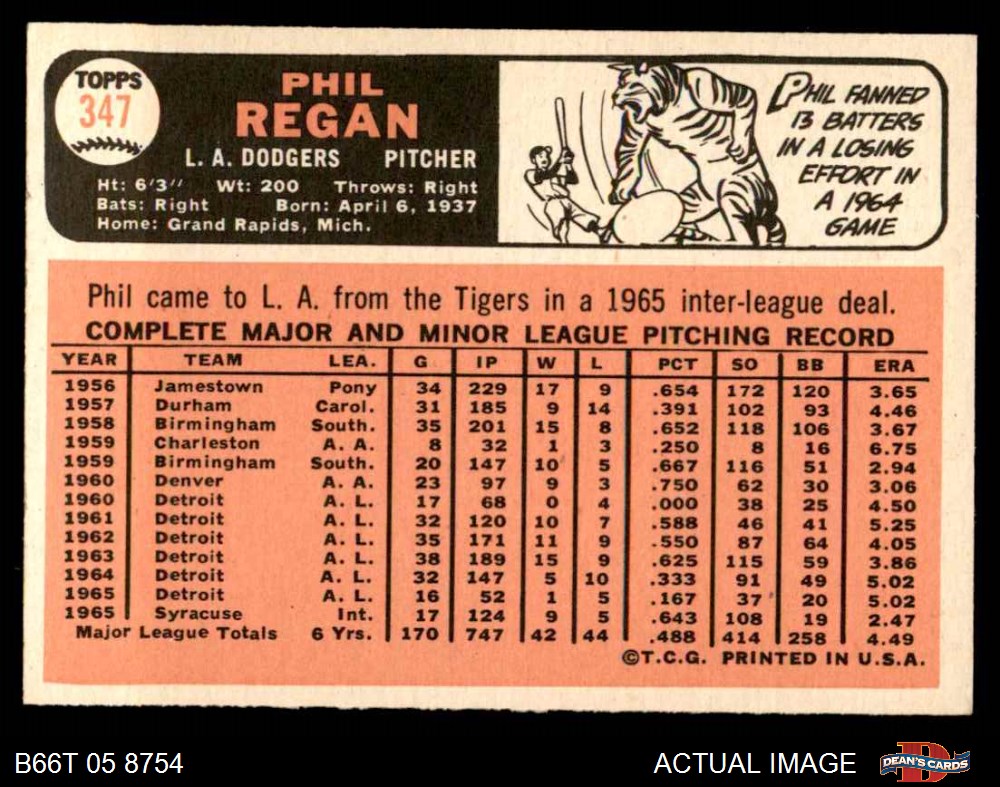 TOPPS
347
PHIL
REGAN
L. A. DODGERS PITCHER
Ht: 6'3" Wt: 200 Throws: Right
Bats: Right Born: April 6, 1937
Home: Grand Rapids, Mich.
PHIL FANNED
13 BATTERS
IN A LOSING
EFFORT IN
A 1964
GAME
Phil came to L. A. from the Tigers in a 1965 inter-league deal.
COMPLETE MAJOR AND MINOR LEAGUE PITCHING RECORD
YEAR TEAM LEA. G IP W L PCT SO BB ERA
1956 Jamestown Pony 34 229 17 9 .654 172 120 3.65
1957 Durham Carol. 31 185 9 14 .391 102 93 4.46
1958 Birmingham South. 35 201 15 8 .652 118 106 3.67
1959 Charleston A. A. 8 32 1 3 .250 8 16 6.75
1959 Birmingham South. 20 147 10 5 .667 116 51 2.94
1960 Denver A. A. 23 97 9 3 .750 62 30 3.06
1960 Detroit A. L. 17 68 0 4 .000 38 25 4.50
1961 Detroit A. L. 32 120 10 7 .588 46 41 5.25
1962 Detroit A. L. 35 171 11 9 .550 87 64 4.05
1963 Detroit A. L. 38 189 15 9 .625 115 59 3.86
1964 Detroit A. L. 32 147 5 10 .333 91 49 5.02
1965 Detroit A. L. 16 52 1 5 .167 37 20 5.02
1965 Syracuse Int. 17 124 9 5 .643 108 19 2.47
Major League Totals 6 Yrs. 170 747 42 44 .488 414 258 4.49
©T.C.G. PRINTED IN U.S.A.
B66T 05 8754 ACTUAL IMAGE
DEAN'S CARDS